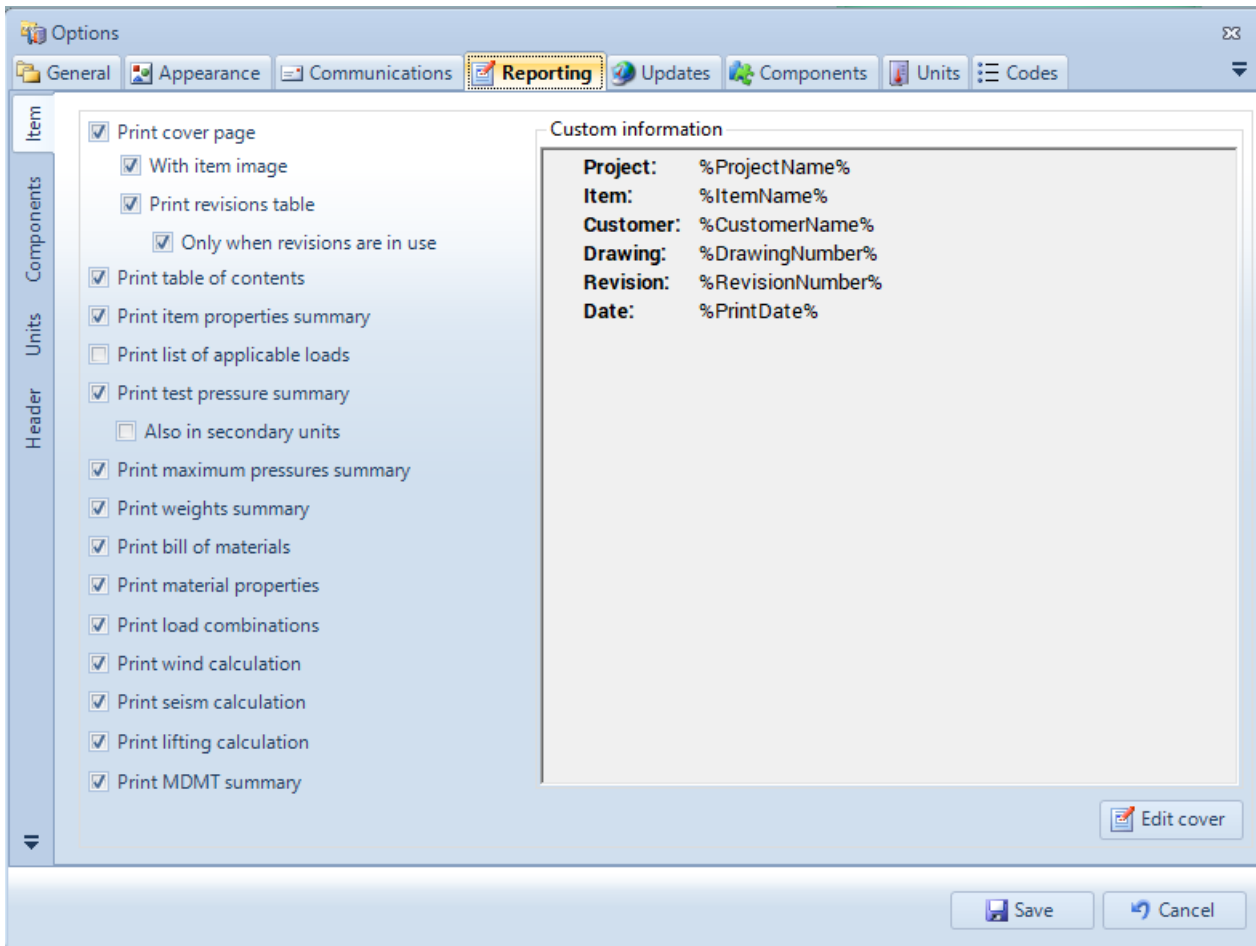 Options
General Appearance Communications Reporting Updates Components Units Codes
Item
Components
Units
Header
Print cover page
With item image
Print revisions table
Only when revisions are in use
Print table of contents
Print item properties summary
Print list of applicable loads
Print test pressure summary
Also in secondary units
Print maximum pressures summary
Print weights summary
Print bill of materials
Print material properties
Print load combinations
Print wind calculation
Print seism calculation
Print lifting calculation
Print MDMT summary
Custom information
Project: %ProjectName%
Item: %ItemName%
Customer: %CustomerName%
Drawing: %DrawingNumber%
Revision: %RevisionNumber%
Date: %PrintDate%
Edit cover
Save Cancel